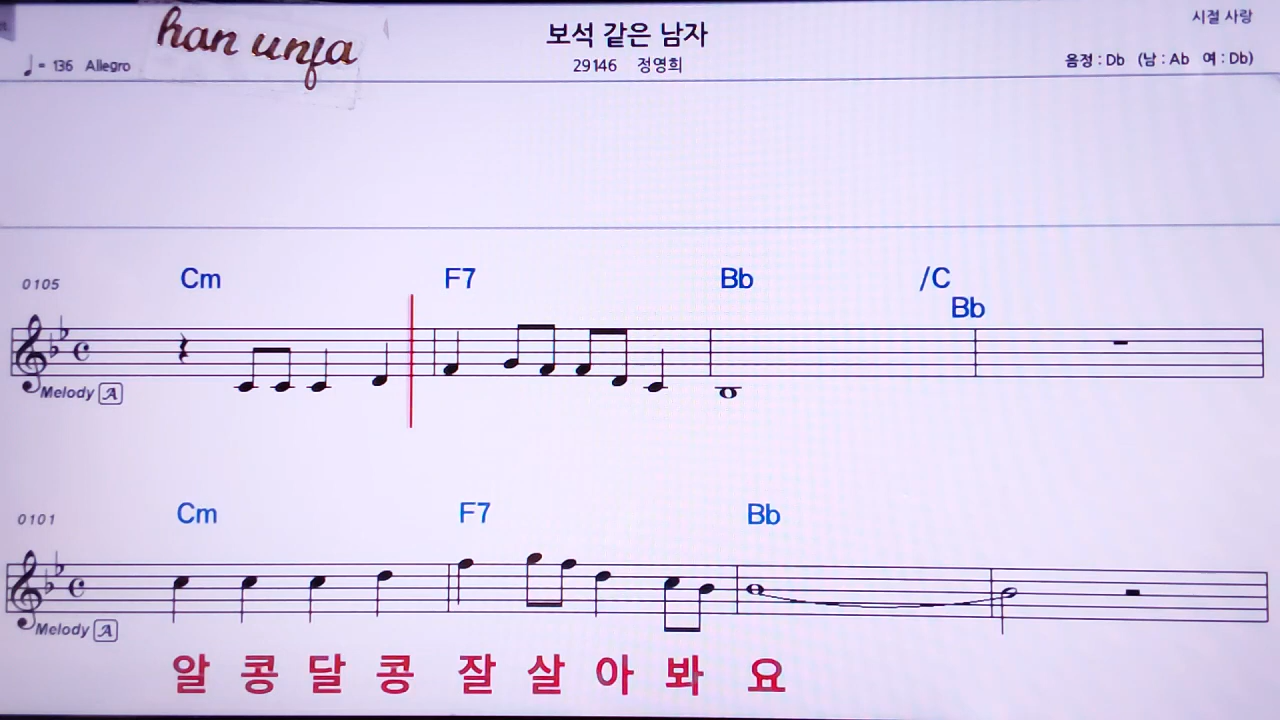 시절 사랑
han unfa
보석 같은 남자
♩= 136 Allegro
29146 정영희
음정 : Db (남 : Ab 여 : Db)
0105
Cm F7 Bb /C
Bb
Melody A
0101
Cm F7 Bb
Melody A
알 콩 달 콩 잘 살 아 봐 요